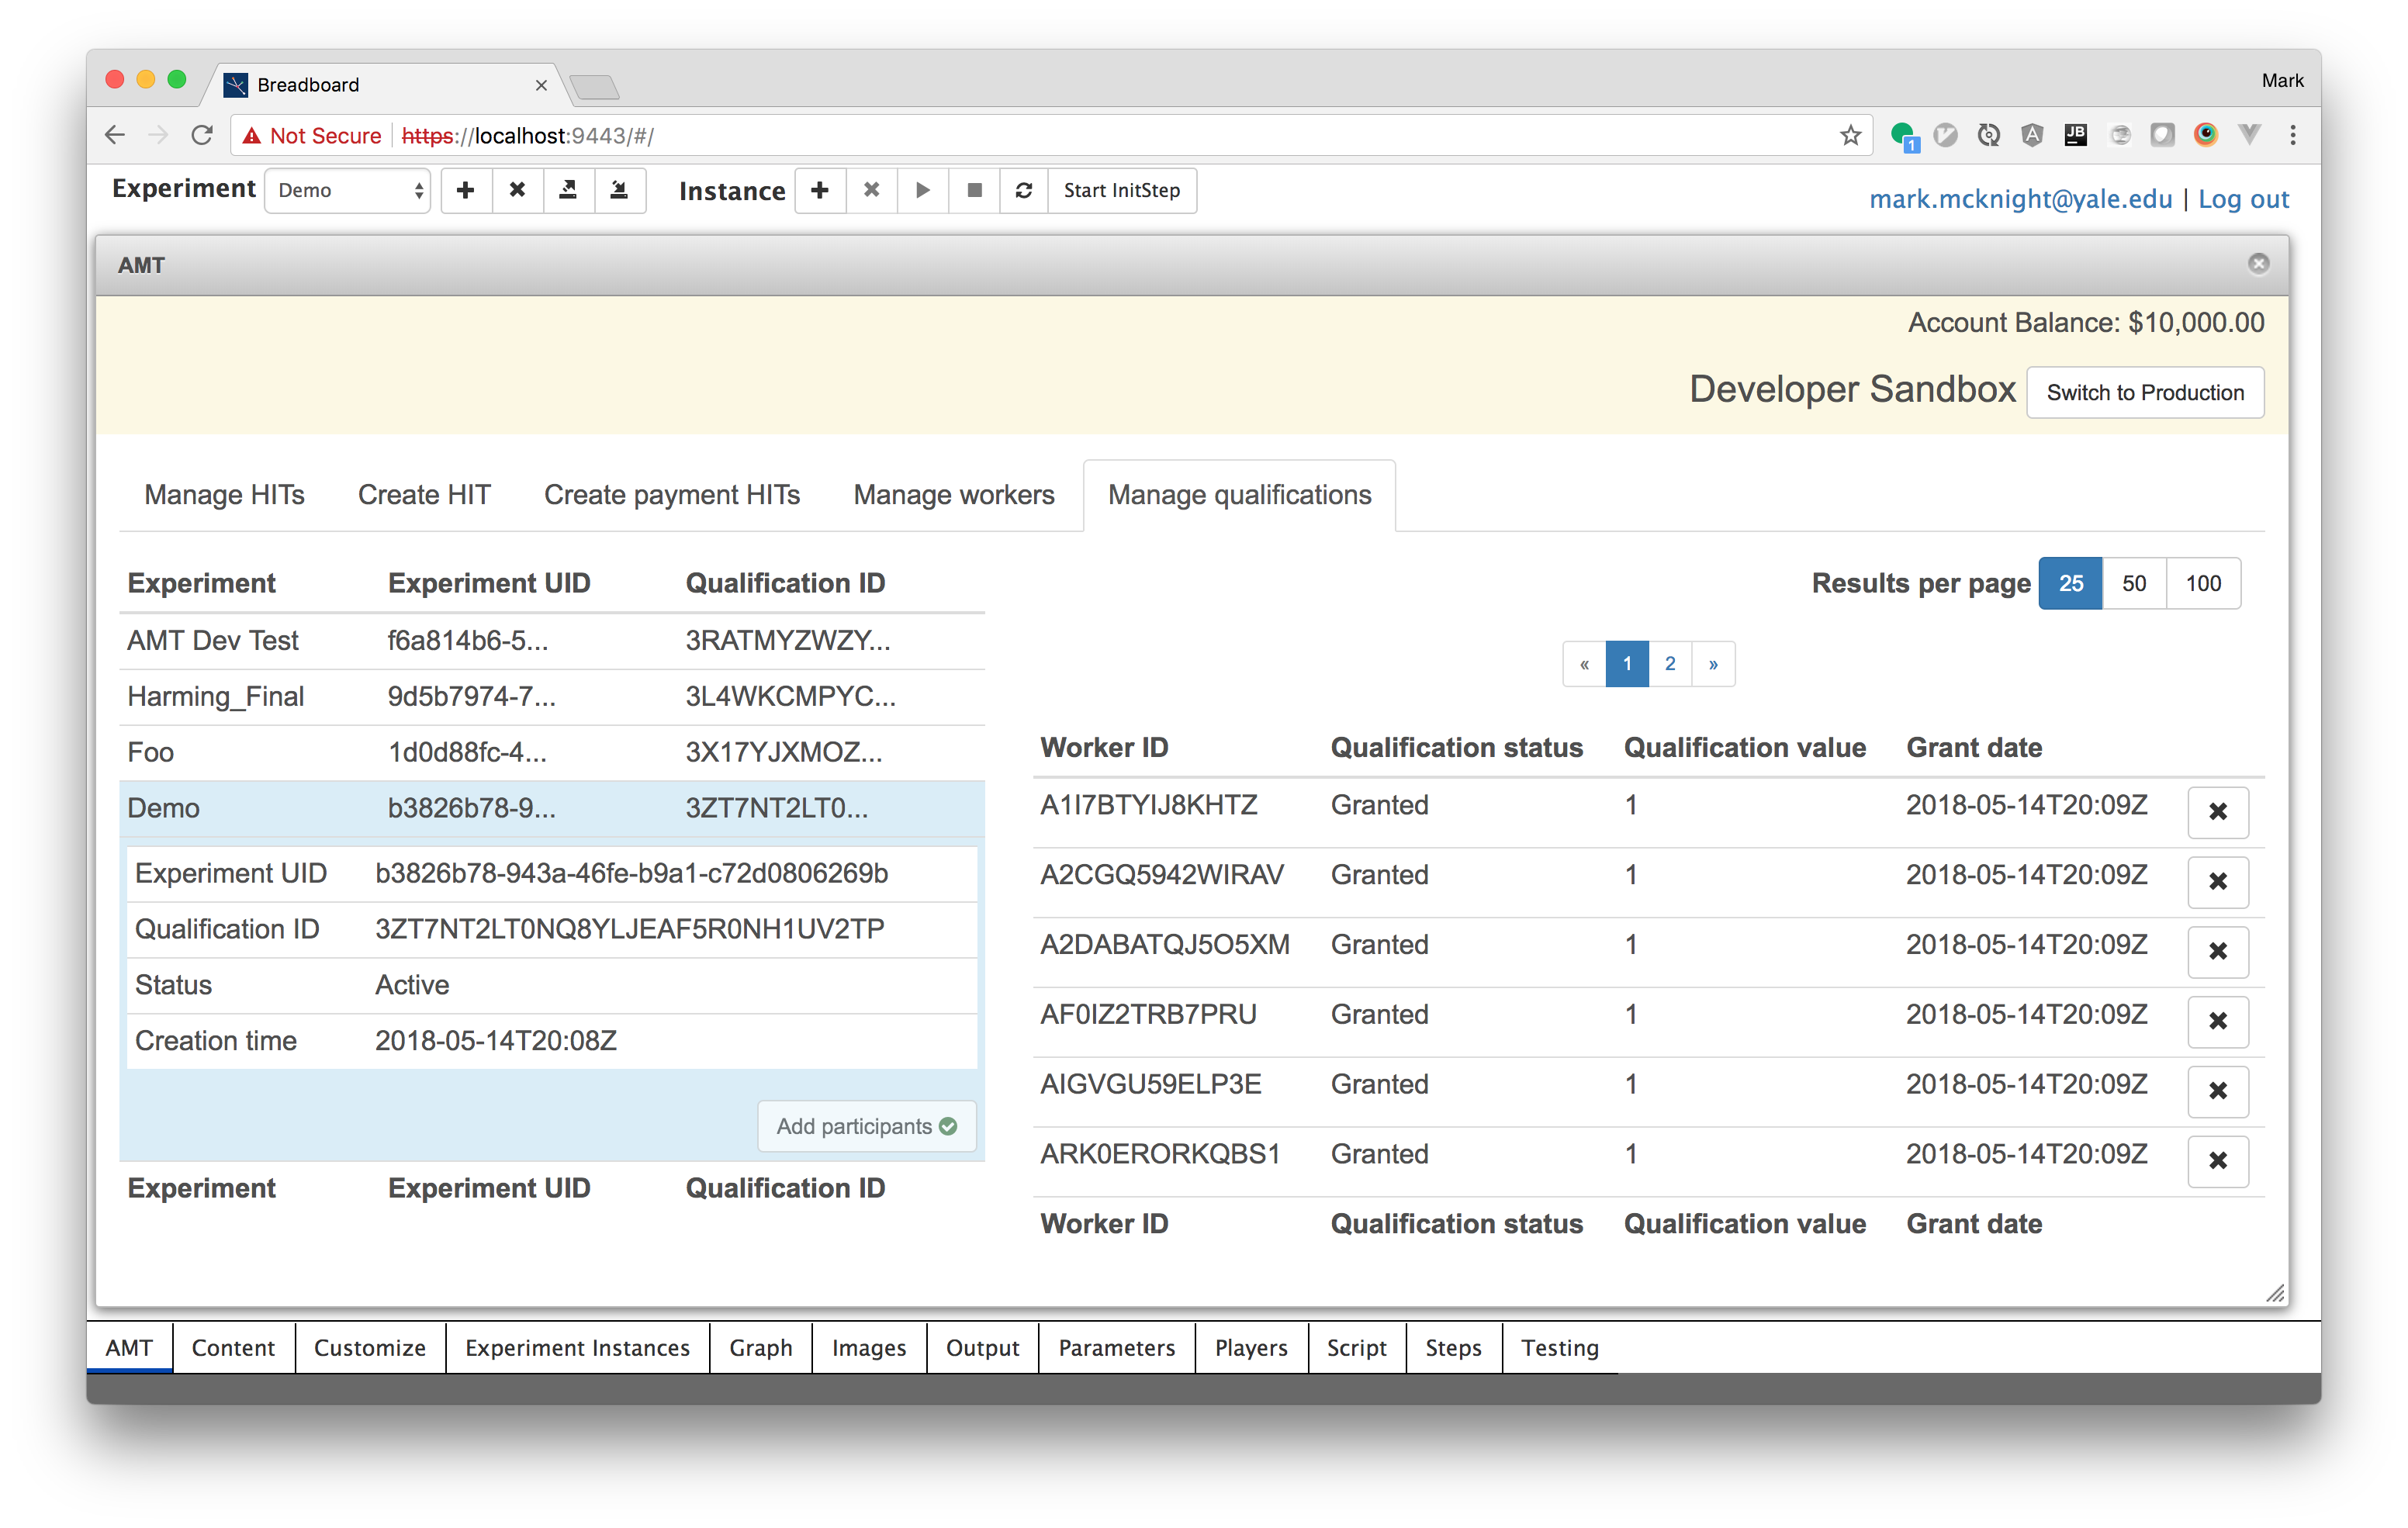 Breadboard
Mark
Not Secure https://localhost:9443/#/
1
JB
Experiment Demo Instance Start InitStep
mark.mcknight@yale.edu | Log out
AMT
Account Balance: $10,000.00
Developer Sandbox Switch to Production
Manage HITs Create HIT Create payment HITs Manage workers Manage qualifications
Experiment Experiment UID Qualification ID
AMT Dev Test f6a814b6-5... 3RATMYZWZY...
Harming_Final 9d5b7974-7... 3L4WKCMPYC...
Foo 1d0d88fc-4... 3X17YJXMOZ...
Demo b3826b78-9... 3ZT7NT2LT0...
Experiment UID b3826b78-943a-46fe-b9a1-c72d0806269b
Qualification ID 3ZT7NT2LT0NQ8YLJEAF5R0NH1UV2TP
Status Active
Creation time 2018-05-14T20:08Z
Add participants
Experiment Experiment UID Qualification ID
Results per page 25 50 100
« 1 2 »
Worker ID Qualification status Qualification value Grant date
A1I7BTYIJ8KHTZ Granted 1 2018-05-14T20:09Z
A2CGQ5942WIRAV Granted 1 2018-05-14T20:09Z
A2DABATQJ5O5XM Granted 1 2018-05-14T20:09Z
AF0IZ2TRB7PRU Granted 1 2018-05-14T20:09Z
AIGVGU59ELP3E Granted 1 2018-05-14T20:09Z
ARK0ERORKQBS1 Granted 1 2018-05-14T20:09Z
Worker ID Qualification status Qualification value Grant date
AMT Content Customize Experiment Instances Graph Images Output Parameters Players Script Steps Testing